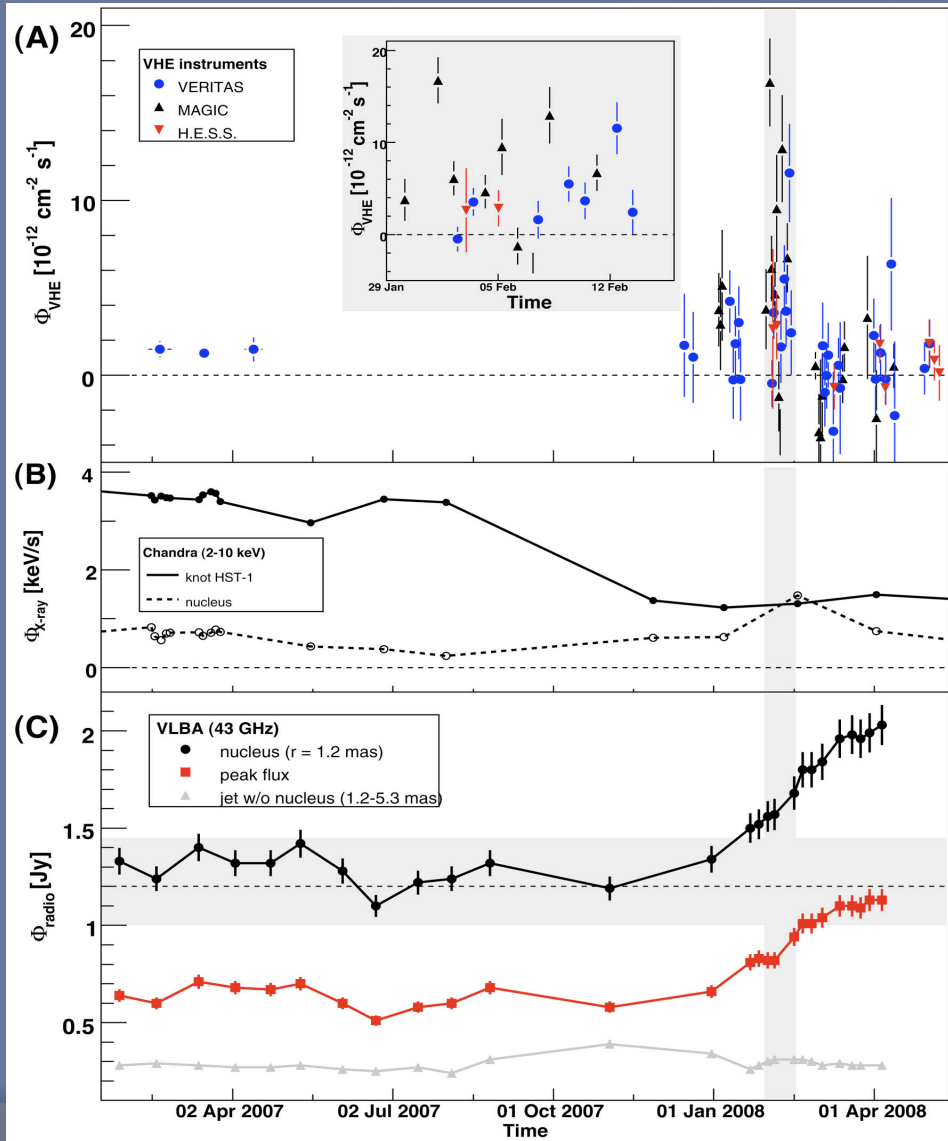 (A)
VHE instruments
VERITAS
MAGIC
H.E.S.S.
20
10
0
Φ_VHE [10⁻¹² cm⁻² s⁻¹]
20
10
0
Φ_VHE [10⁻¹² cm⁻² s⁻¹]
29 Jan
05 Feb
12 Feb
Time
(B)
4
2
0
Φ_X-ray [keV/s]
Chandra (2-10 keV)
knot HST-1
nucleus
(C)
VLBA (43 GHz)
nucleus (r = 1.2 mas)
peak flux
jet w/o nucleus (1.2-5.3 mas)
2
1.5
1
0.5
Φ_radio [Jy]
02 Apr 2007
02 Jul 2007
01 Oct 2007
01 Jan 2008
01 Apr 2008
Time